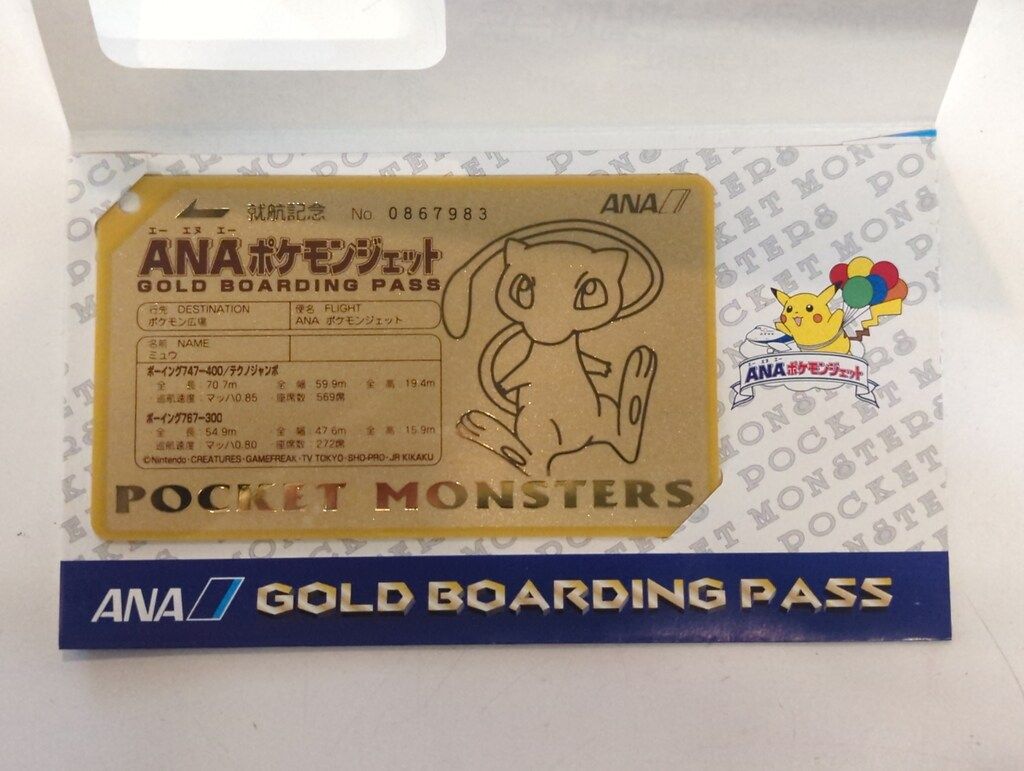 就航記念 No. 0867983
ANA
エー エヌ エー
ANAポケモンジェット
GOLD BOARDING PASS
行先 DESTINATION
ポケモン広場
便名 FLIGHT
ANA ポケモンジェット
名前 NAME
ミュウ
ボーイング747-400/テクノジャンボ
全 長:70.7m 全 幅:59.9m 全 高:19.4m
巡航速度:マッハ0.85 座席数:569席
ボーイング767-300
全 長:54.9m 全 幅:47.6m 全 高:15.9m
巡航速度:マッハ0.80 座席数:272席
©Nintendo・CREATURES・GAMEFREAK・TV TOKYO・SHO-PRO・JR KIKAKU
POCKET MONSTERS
エー エヌ エー
ANAポケモンジェット
ANA GOLD BOARDING PASS